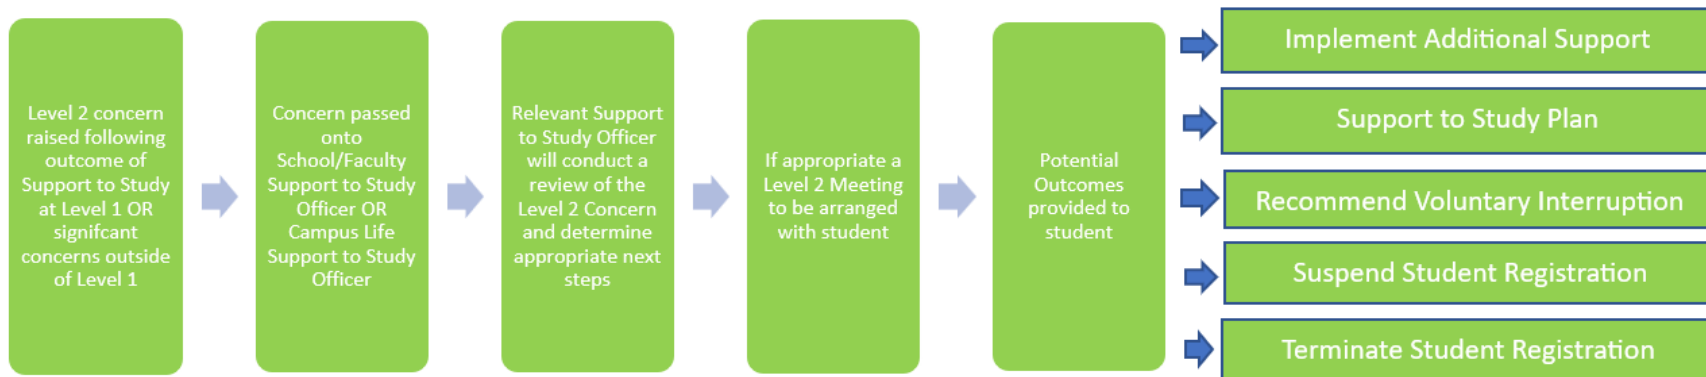 Level 2 concern
raised following
outcome of
Support to Study
at Level 1 OR
signifcant
concerns outside
of Level 1
Concern passed
onto
School/Faculty
Support to Study
Officer OR
Campus Life
Support to Study
Officer
Relevant Support
to Study Officer
will conduct a
review of the
Level 2 Concern
and determine
appropriate next
steps
If appropriate a
Level 2 Meeting
to be arranged
with student
Potential
Outcomes
provided to
student
Implement Additional Support
Support to Study Plan
Recommend Voluntary Interruption
Suspend Student Registration
Terminate Student Registration